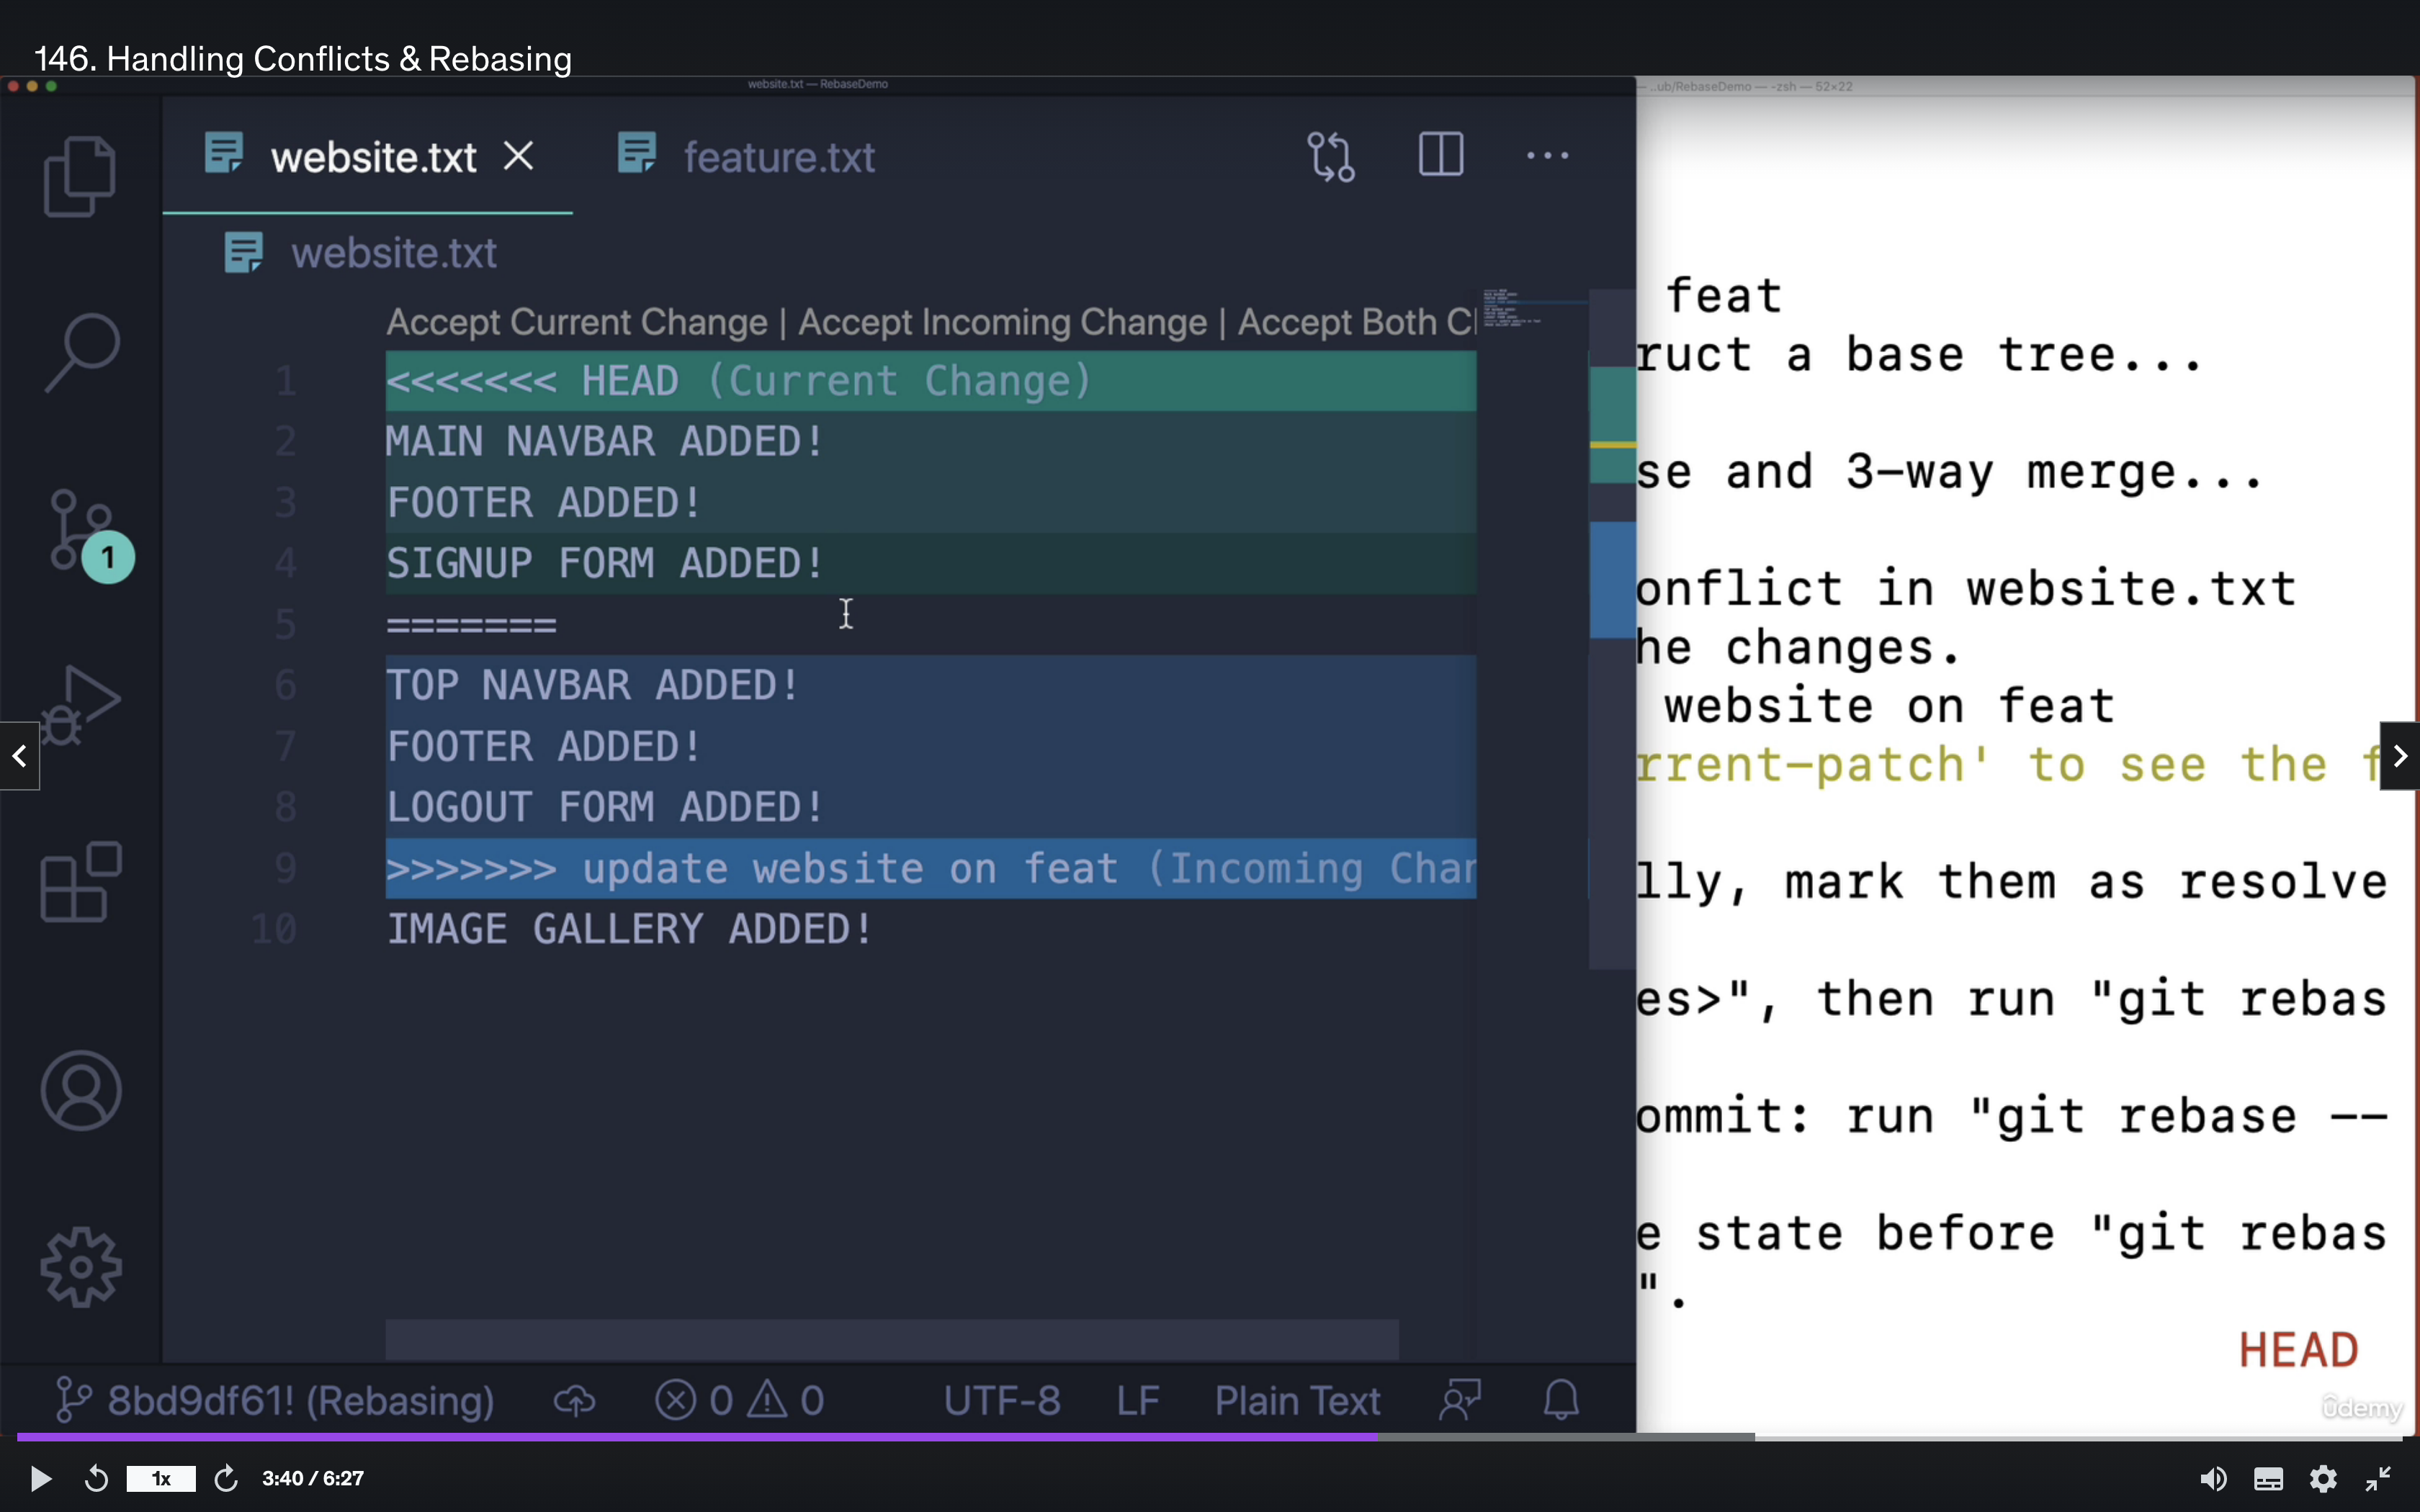 146. Handling Conflicts & Rebasing
website.txt — RebaseDemo
— ..ub/RebaseDemo — -zsh — 52×22
website.txt
feature.txt
website.txt
Accept Current Change | Accept Incoming Change | Accept Both
1 <<<<<<< HEAD (Current Change)
2 MAIN NAVBAR ADDED!
3 FOOTER ADDED!
4 SIGNUP FORM ADDED!
5 =======
6 TOP NAVBAR ADDED!
7 FOOTER ADDED!
8 LOGOUT FORM ADDED!
9 >>>>>>> update website on feat (Incoming Char
10 IMAGE GALLERY ADDED!
1
feat
ruct a base tree...
se and 3-way merge...
onflict in website.txt
he changes.
website on feat
rrent-patch' to see the f
lly, mark them as resolve
es>", then run "git rebas
ommit: run "git rebase --
e state before "git rebas
".
HEAD
8bd9df61! (Rebasing)
0
0
UTF-8
LF
Plain Text
ûdemy
1x
3:40 / 6:27